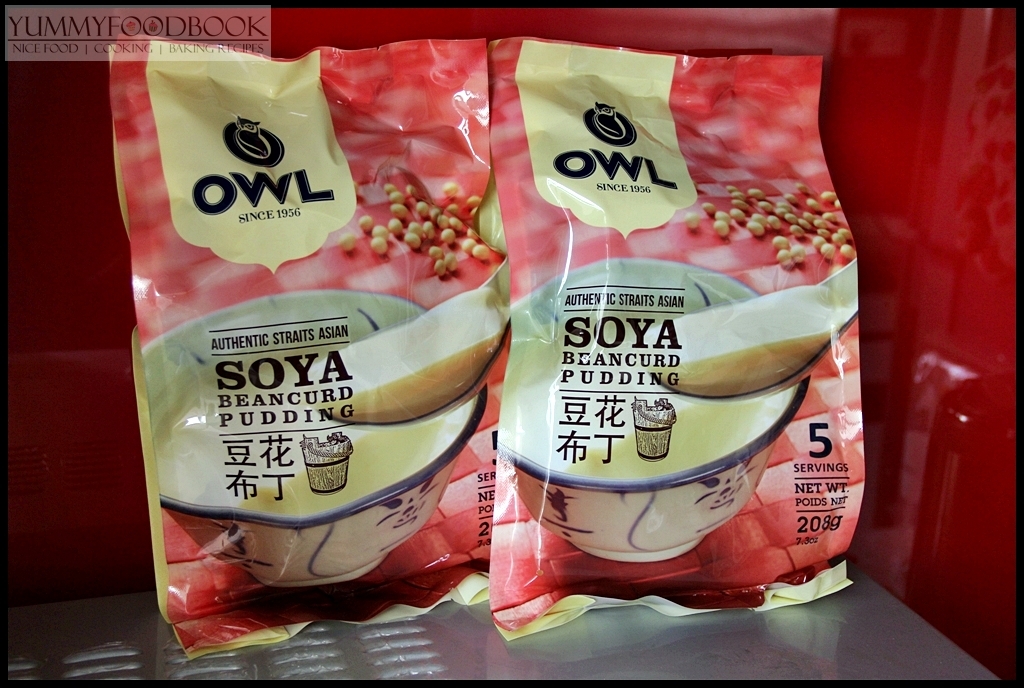 YUMMYFOODBOOK
NICE FOOD | COOKING | BAKING RECIPES
OWL
SINCE 1956
AUTHENTIC STRAITS ASIAN
SOYA
BEANCURD
PUDDING
豆花
布丁
OWL
SINCE 1956
AUTHENTIC STRAITS ASIAN
SOYA
BEANCURD
PUDDING
豆花
布丁
5
SERVINGS
NET WT.
POIDS NET
208g
7.3oz